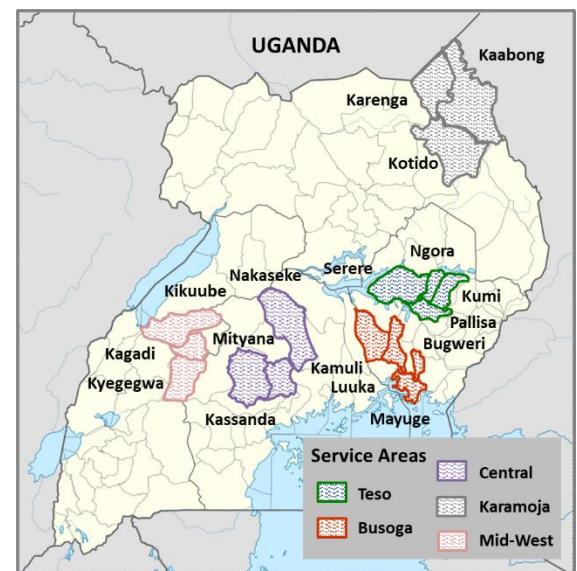 UGANDA
Kaabong
Karenga
Kotido
Ngora
Serere
Nakaseke
Kumi
Kikuube
Pallisa
Mityana
Bugweri
Kagadi
Kamuli
Kyegegwa
Luuka
Kassanda
Mayuge
Service Areas
Teso
Busoga
Central
Karamoja
Mid-West